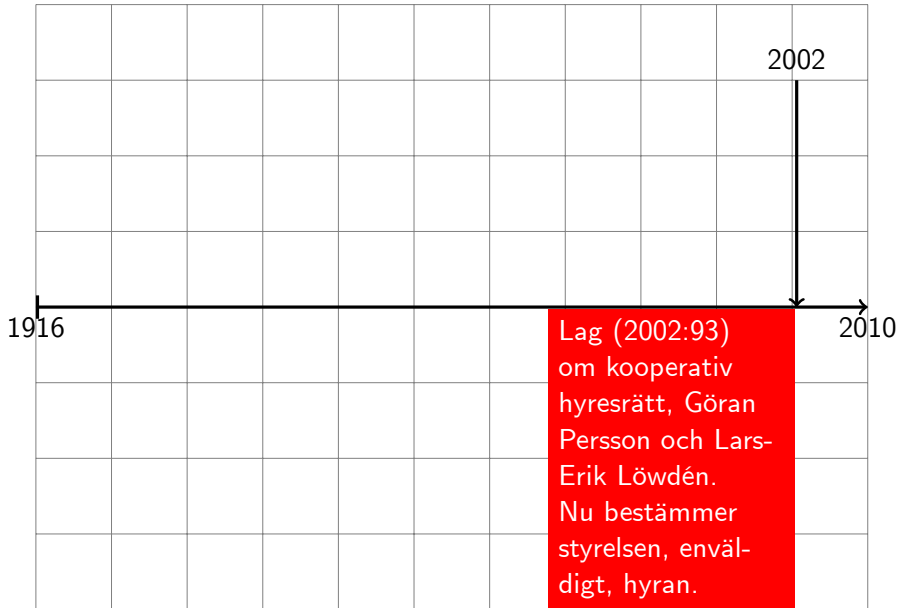 2002
1916
2010
Lag (2002:93)
om kooperativ
hyresrätt, Göran
Persson och Lars-
Erik Löwdén.
Nu bestämmer
styrelsen, enväl-
digt, hyran.